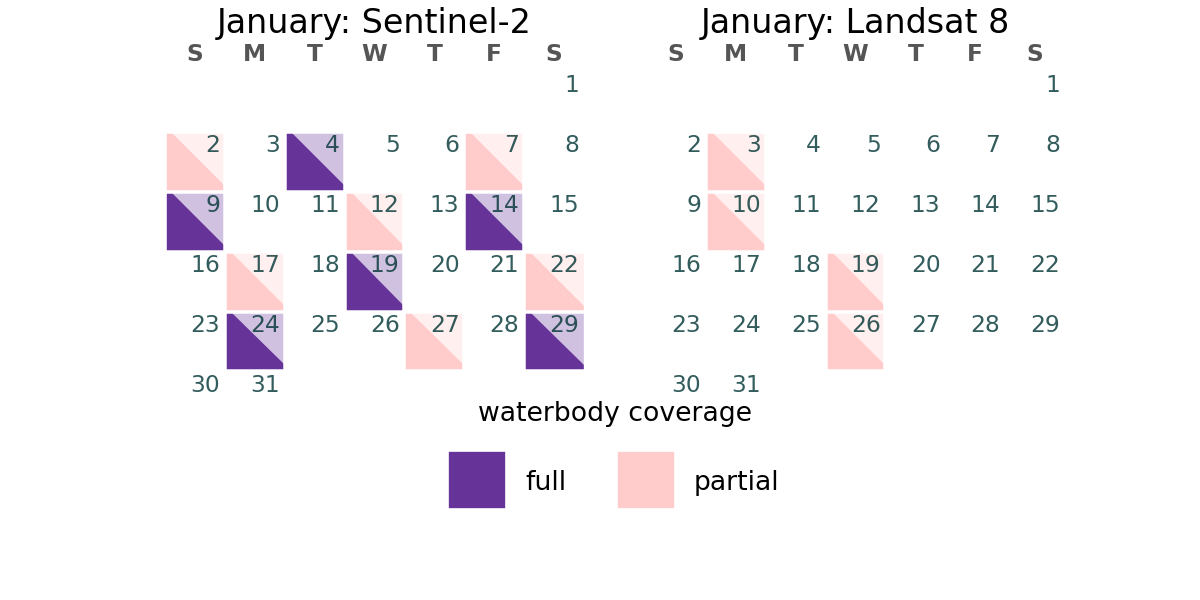 January: Sentinel-2
S M T W T F S
1
2 3 4 5 6 7 8
9 10 11 12 13 14 15
16 17 18 19 20 21 22
23 24 25 26 27 28 29
30 31
January: Landsat 8
S M T W T F S
1
2 3 4 5 6 7 8
9 10 11 12 13 14 15
16 17 18 19 20 21 22
23 24 25 26 27 28 29
30 31
waterbody coverage
full partial